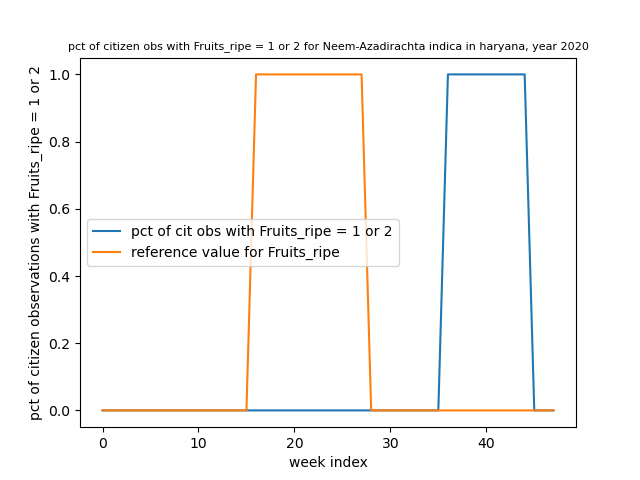 pct of citizen obs with Fruits_ripe = 1 or 2 for Neem-Azadirachta indica in haryana, year 2020
pct of citizen observations with Fruits_ripe = 1 or 2
1.0
0.8
0.6
0.4
0.2
0.0
pct of cit obs with Fruits_ripe = 1 or 2
reference value for Fruits_ripe
0 10 20 30 40
week index